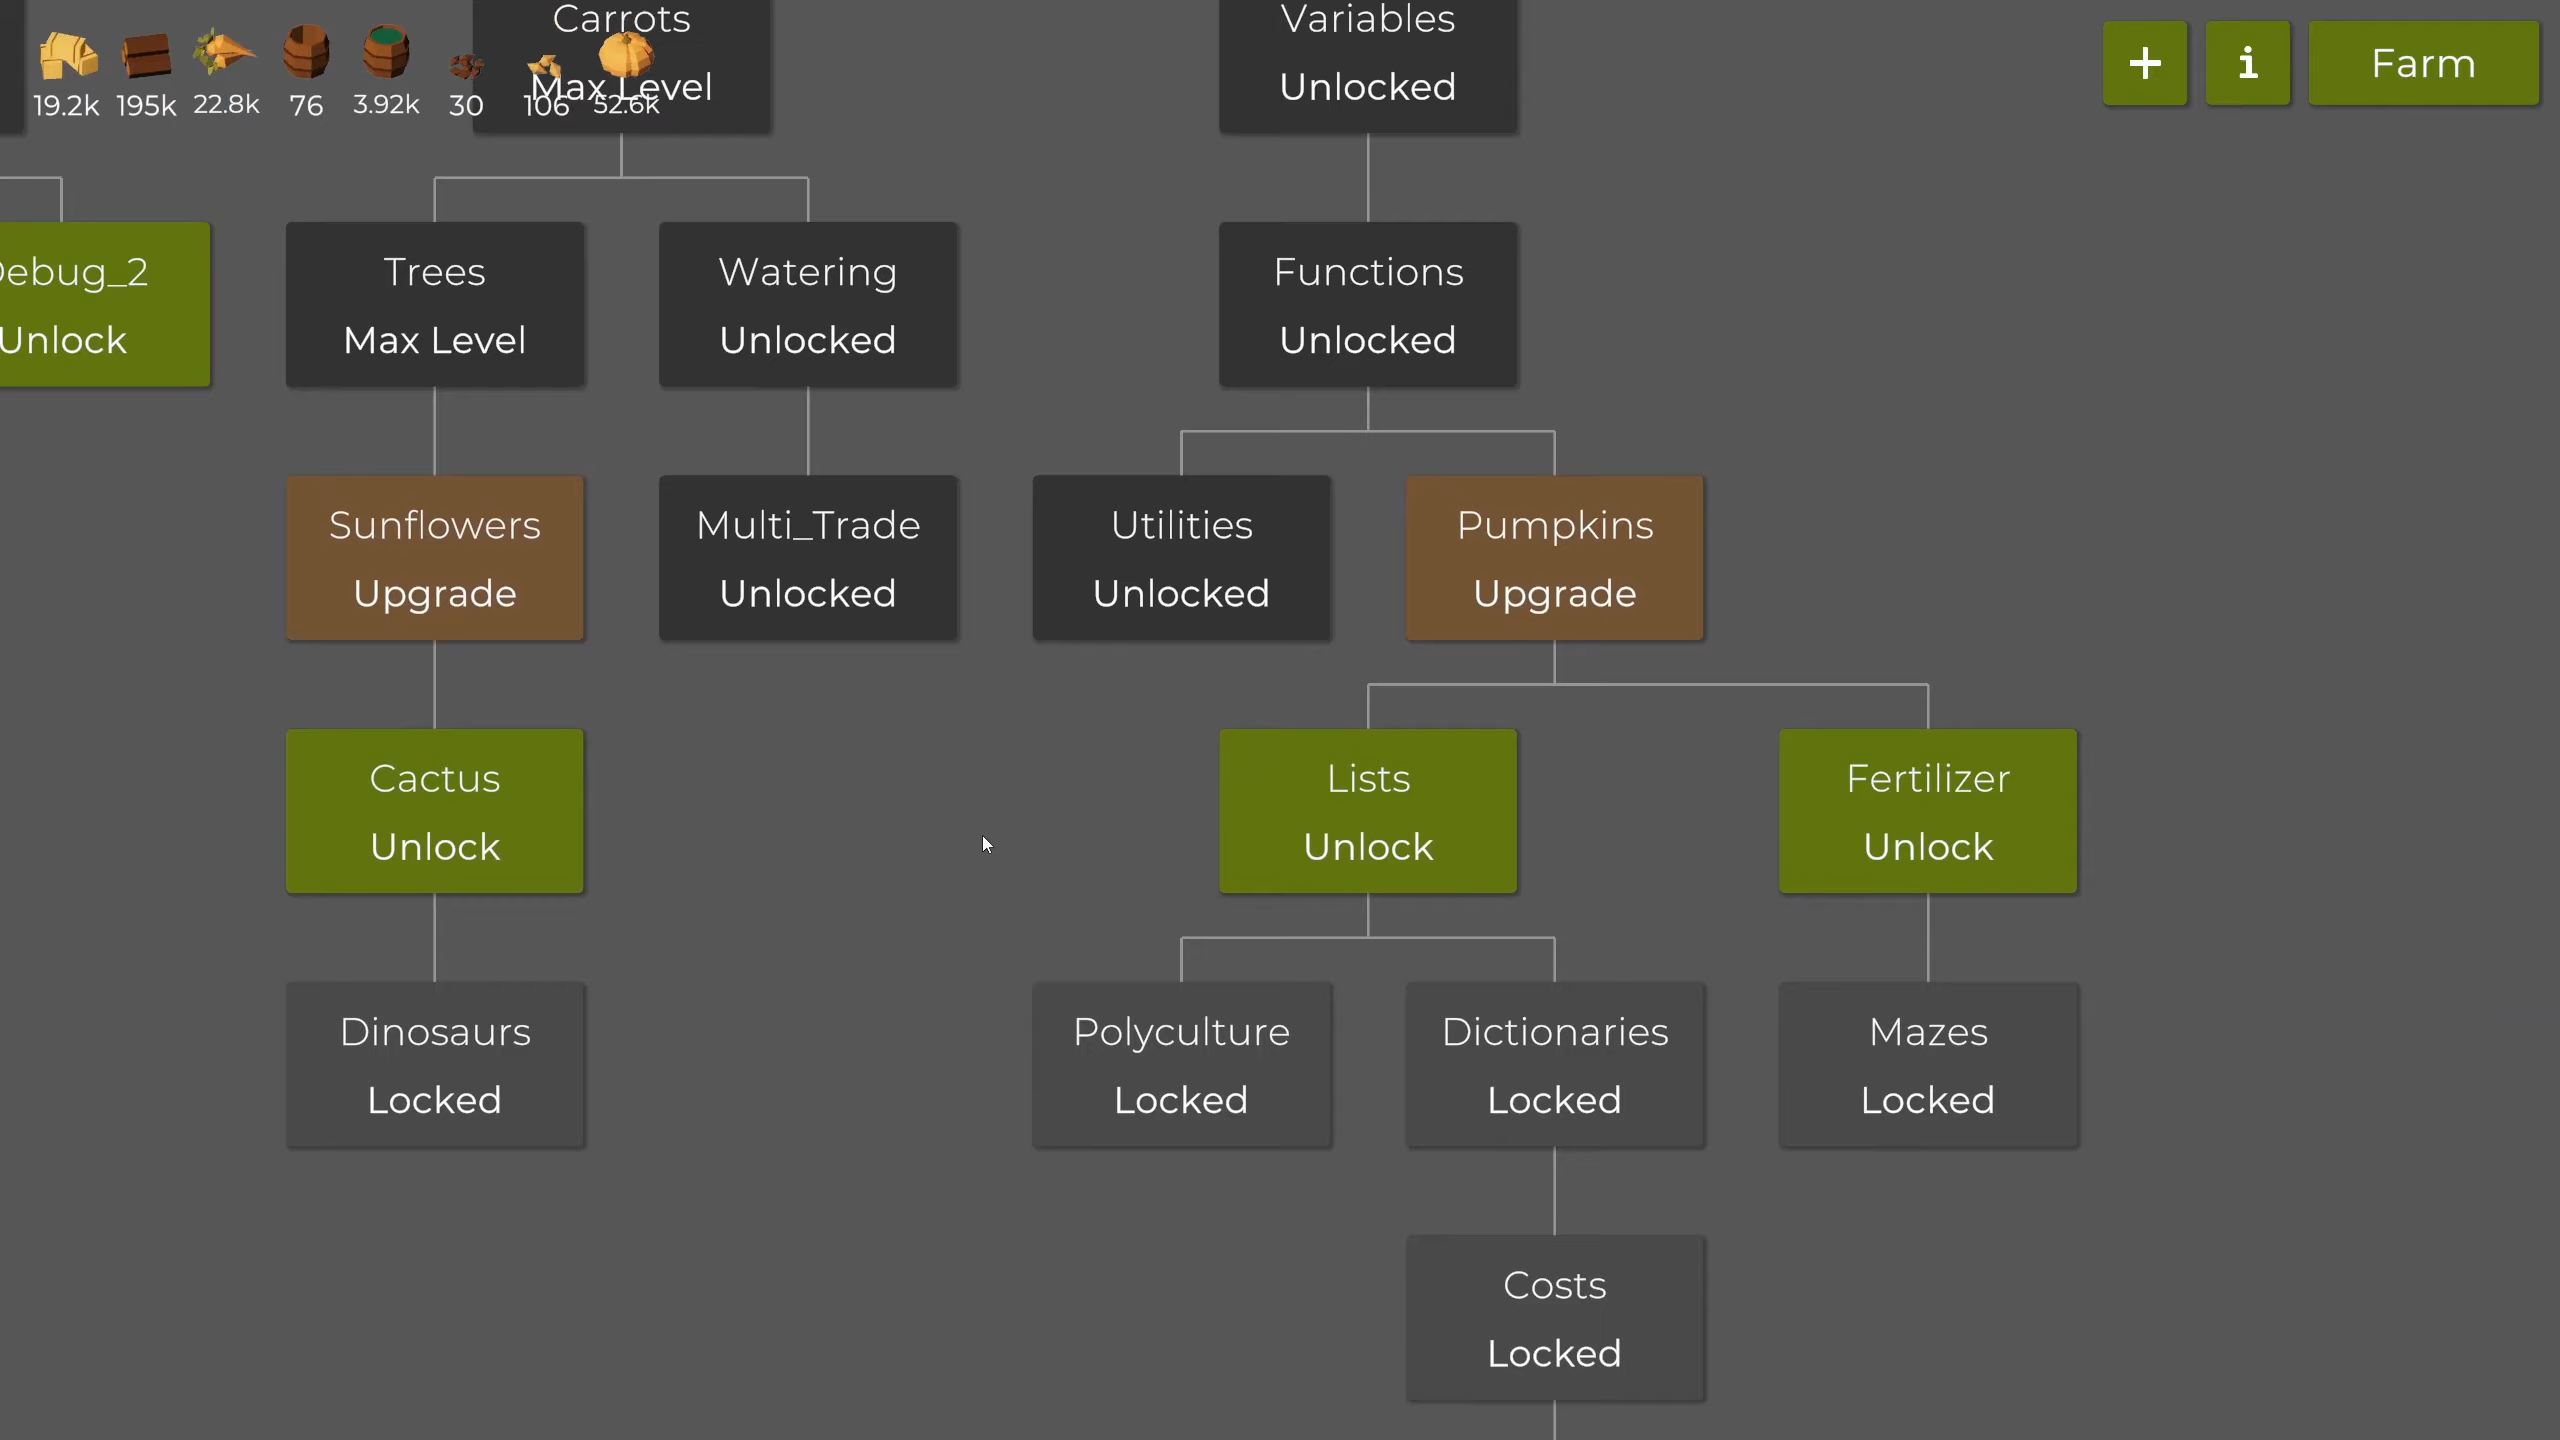 Carrots
Max Level
19.2k 195k 22.8k 76 3.92k 30 106 52.6k
Variables
Unlocked
+ i Farm
Debug_2
Unlock
Trees
Max Level
Watering
Unlocked
Functions
Unlocked
Sunflowers
Upgrade
Multi_Trade
Unlocked
Utilities
Unlocked
Pumpkins
Upgrade
Cactus
Unlock
Lists
Unlock
Fertilizer
Unlock
Dinosaurs
Locked
Polyculture
Locked
Dictionaries
Locked
Mazes
Locked
Costs
Locked